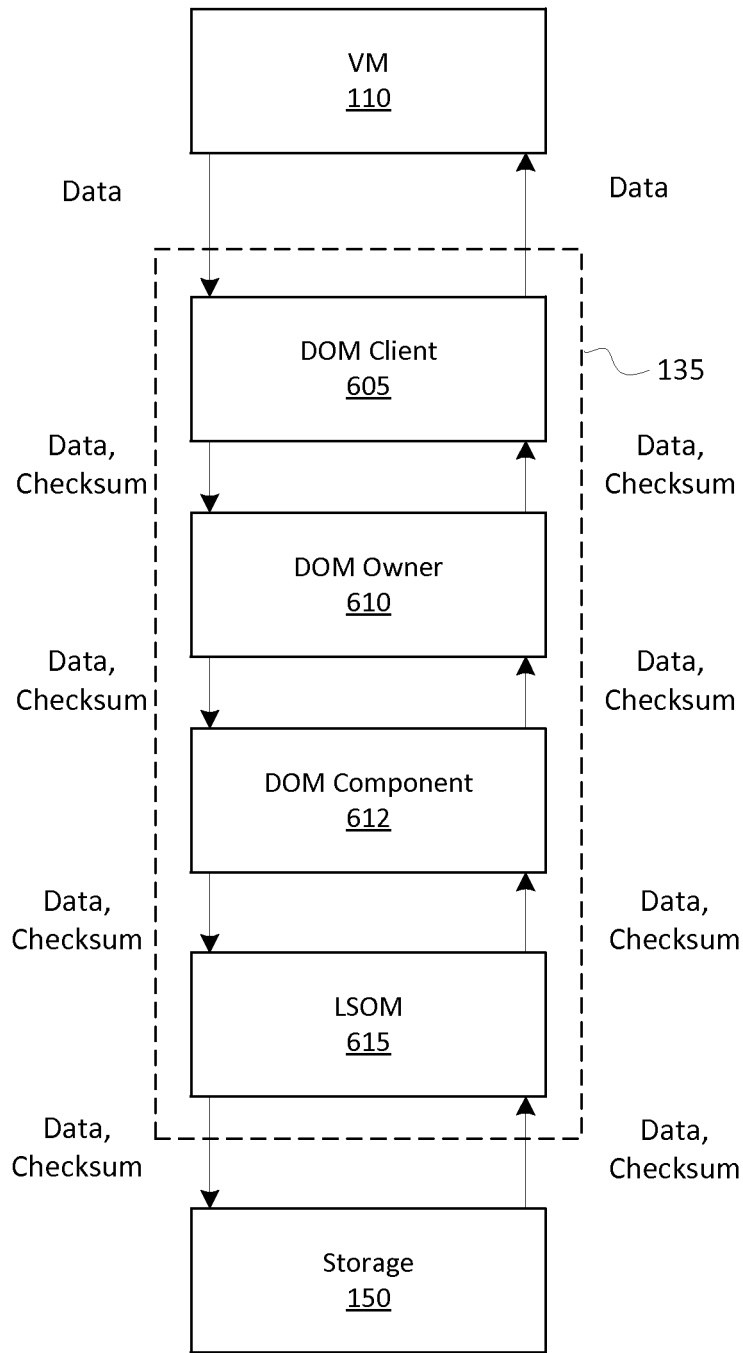 VM
110
Data
Data
DOM Client
605
135
Data,
Checksum
Data,
Checksum
DOM Owner
610
Data,
Checksum
Data,
Checksum
DOM Component
612
Data,
Checksum
Data,
Checksum
LSOM
615
Data,
Checksum
Data,
Checksum
Storage
150